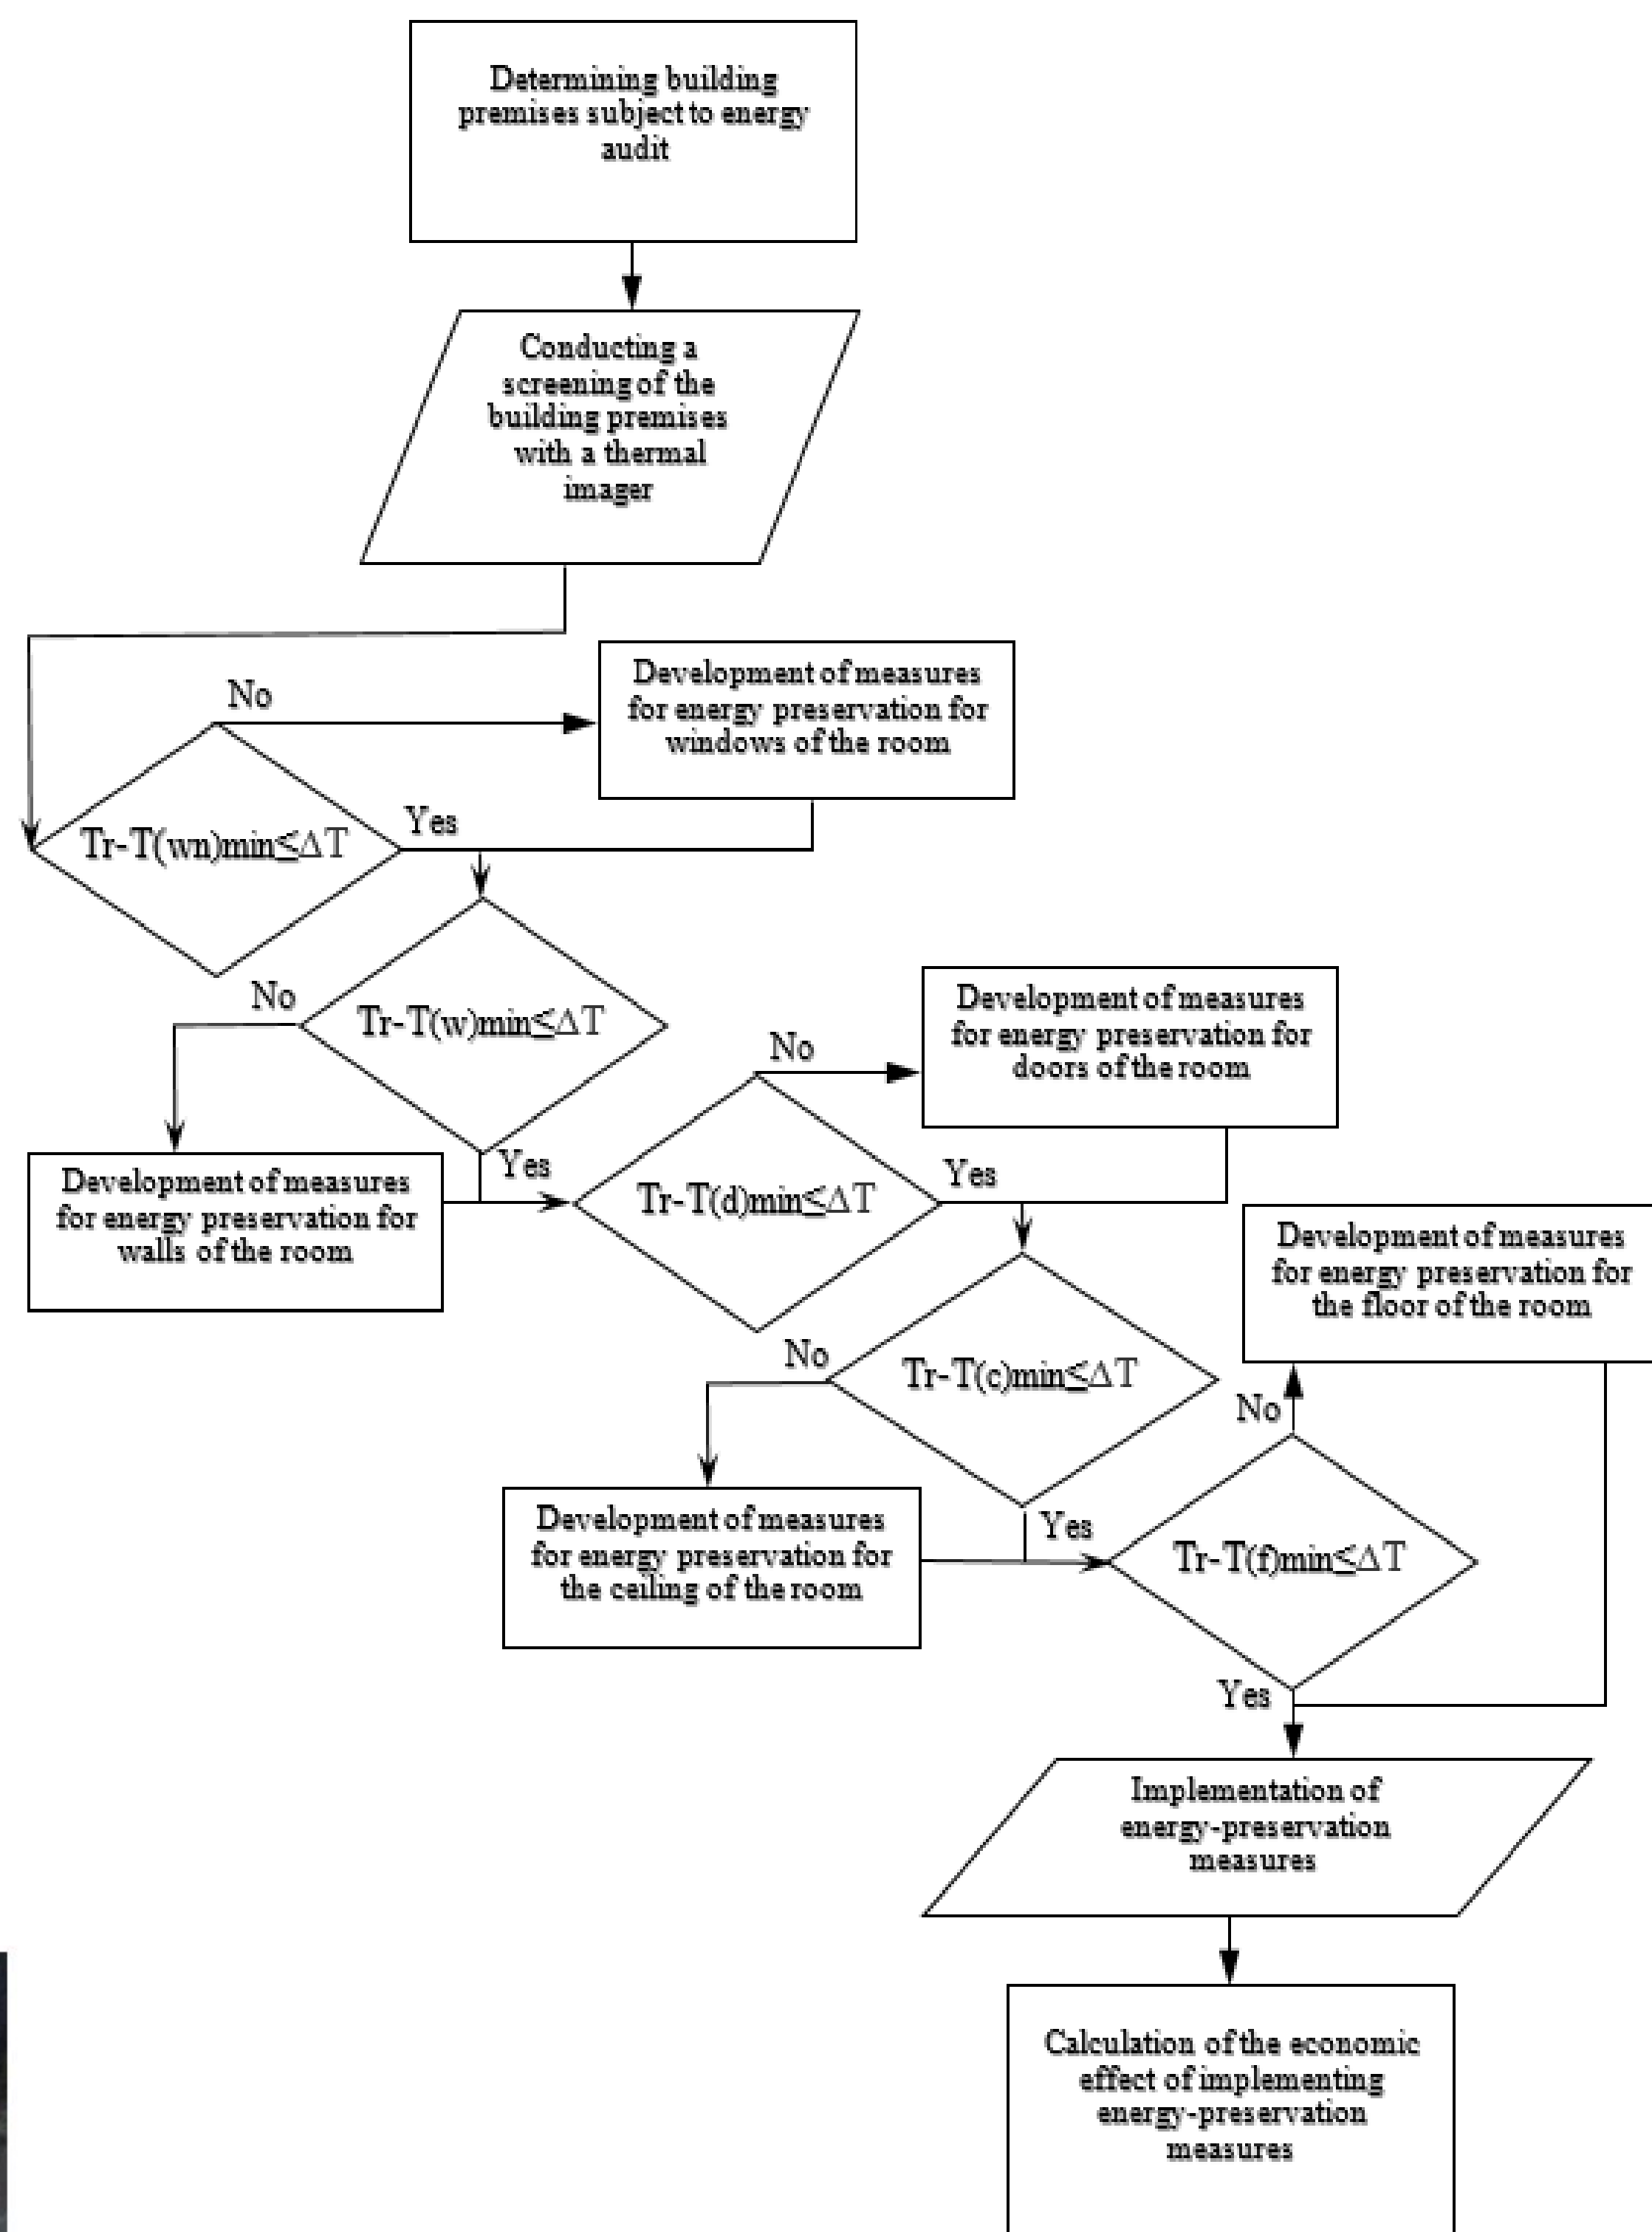 Determining building
premises subject to energy
audit
Conducting a
screening of the
building premises
with a thermal
imager
No
Development of measures
for energy preservation for
windows of the room
Tr-T(wn)min≤ΔT
Yes
No
Tr-T(w)min≤ΔT
Yes
Development of measures
for energy preservation for
walls of the room
No
Development of measures
for energy preservation for
doors of the room
Tr-T(d)min≤ΔT
Yes
No
Tr-T(c)min≤ΔT
Yes
Development of measures
for energy preservation for
the ceiling of the room
Development of measures
for energy preservation for
the floor of the room
No
Tr-T(f)min≤ΔT
Yes
Implementation of
energy-preservation
measures
Calculation of the economic
effect of implementing
energy-preservation
measures